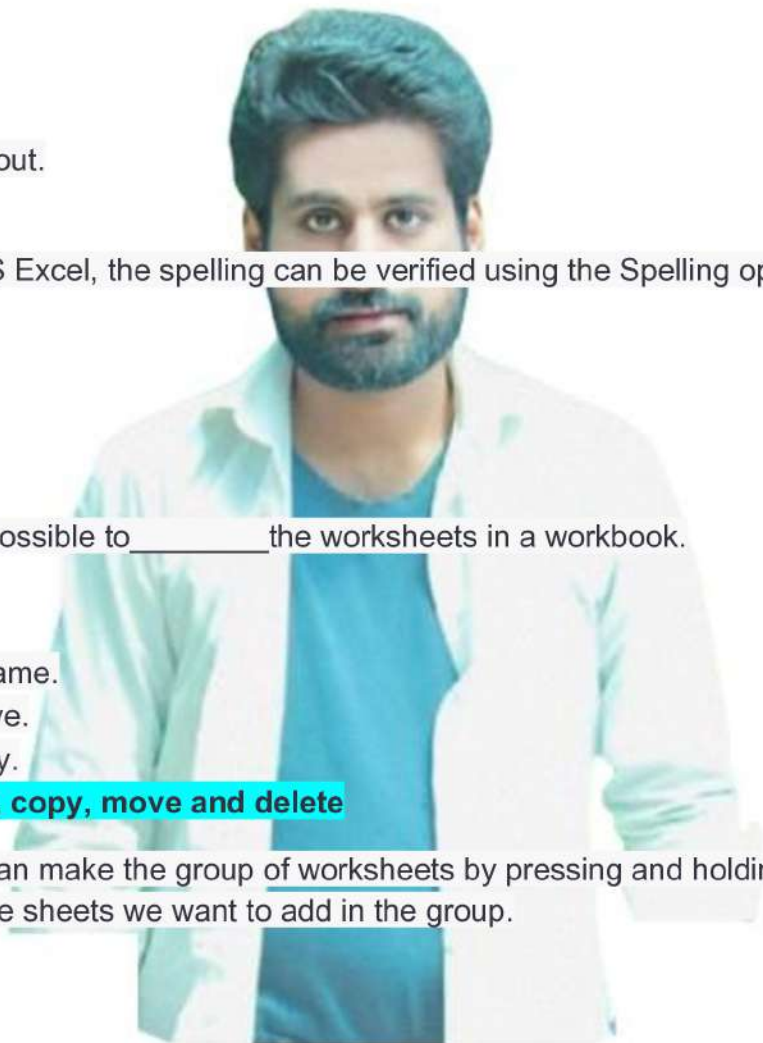 out.
S Excel, the spelling can be verified using the Spelling op
ossible to________the worksheets in a workbook.
ame.
ve.
y.
copy, move and delete
an make the group of worksheets by pressing and holdin
e sheets we want to add in the group.